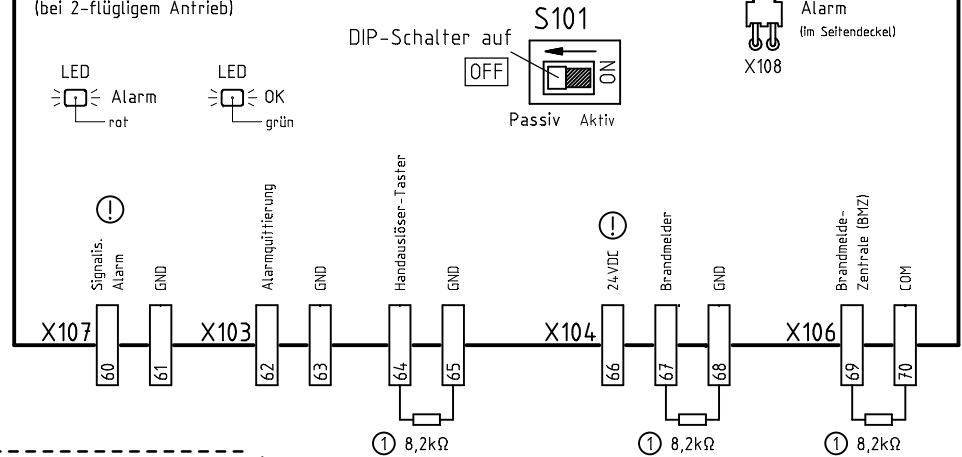 (bei 2-flügligem Antrieb)
S101
DIP-Schalter auf
OFF
ON
Passiv Aktiv
Alarm
(im Seitendeckel)
X108
LED
Alarm
rot
LED
OK
grün
Signalis.
Alarm
GND
Alarmquittierung
GND
Handauslöser-Taster
GND
24VDC
Brandmelder
GND
Brandmelde-
Zentrale (BMZ)
COM
!
!
X107
60
61
X103
62
63
64
65
X104
66
67
68
X106
69
70
1 8,2kΩ
1 8,2kΩ
1 8,2kΩ